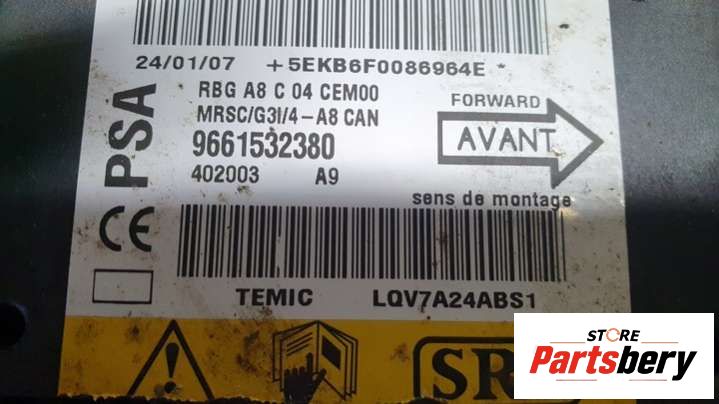 24/01/07 +5EKB6F0086964E*
RBG A8 C 04 CEM00
MRSC/G3I/4-A8 CAN
9661532380
402003 A9
PSA
CE
FORWARD
AVANT
sens de montage
TEMIC LQV7A24ABS1
STORE
Partsbery